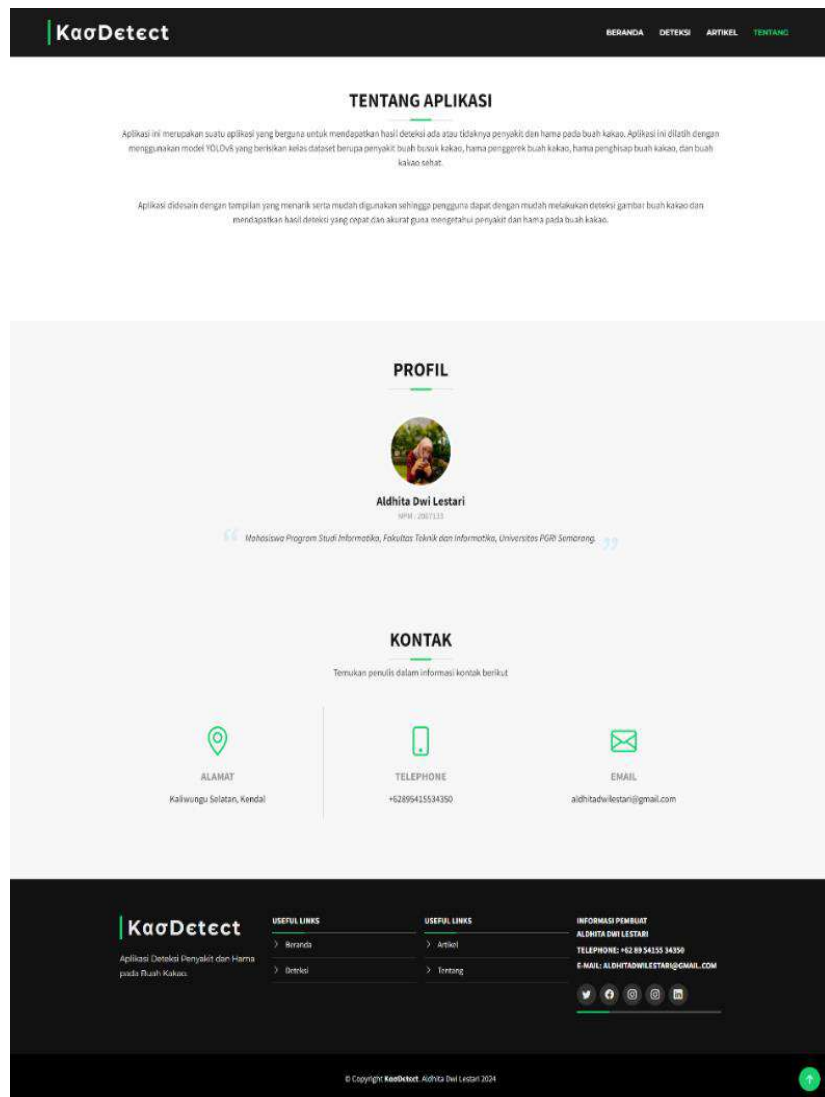 KaoDetect
BERANDA DETEKSI ARTIKEL TENTANG
TENTANG APLIKASI
Aplikasi ini merupakan suatu aplikasi yang berguna untuk mendapatkan hasil deteksi ada atau tidaknya penyakit dan hama pada buah kakao. Aplikasi ini dilatih dengan
menggunakan model YOLOv8 yang berisikan kelas dataset berupa penyakit buah busuk kakao, hama penggerek buah kakao, hama penghisap buah kakao, dan buah
kakao sehat.
Aplikasi didesain dengan tampilan yang menarik serta mudah digunakan sehingga pengguna dapat dengan mudah melakukan deteksi gambar buah kakao dan
mendapatkan hasil deteksi yang cepat dan akurat guna mengetahui penyakit dan hama pada buah kakao.
PROFIL
Aldhita Dwi Lestari
NPM :
Mahasiswa Program Studi Informatika, Fakultas Teknik dan Informatika, Universitas PGRI Semarang.
KONTAK
Temukan penulis dalam informasi kontak berikut
ALAMAT
Kaliwungu Selatan, Kendal
TELEPHONE
+62895415534350
EMAIL
aldhitadwilestari@gmail.com
KaoDetect
Aplikasi Deteksi Penyakit dan Hama
pada Buah Kakao.
USEFUL LINKS
Beranda
Deteksi
USEFUL LINKS
Artikel
Tentang
INFORMASI PEMBUAT
ALDHITA DWI LESTARI
TELEPHONE: +62 89 54155 34350
E-MAIL: ALDHITADWILESTARI@GMAIL.COM
© Copyright KaoDetect. Aldhita Dwi Lestari 2024